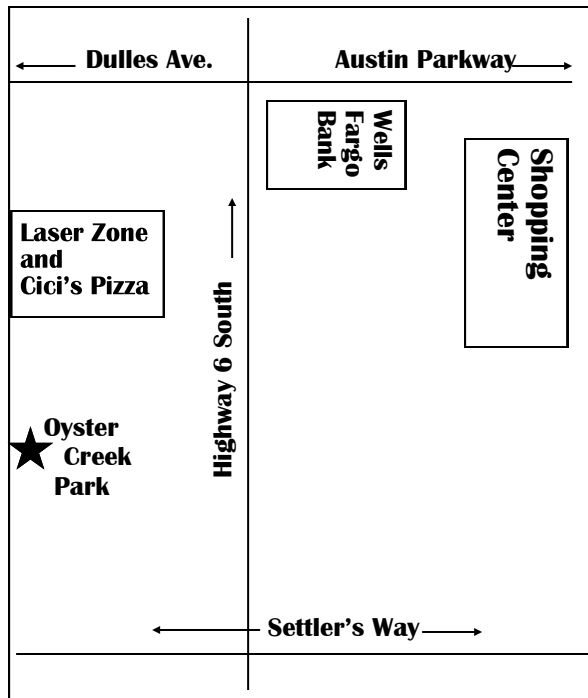 Dulles Ave.
Austin Parkway
Wells
Fargo
Bank
Shopping
Center
Laser Zone
and
Cici's Pizza
Highway 6 South
Oyster
Creek
Park
Settler's Way